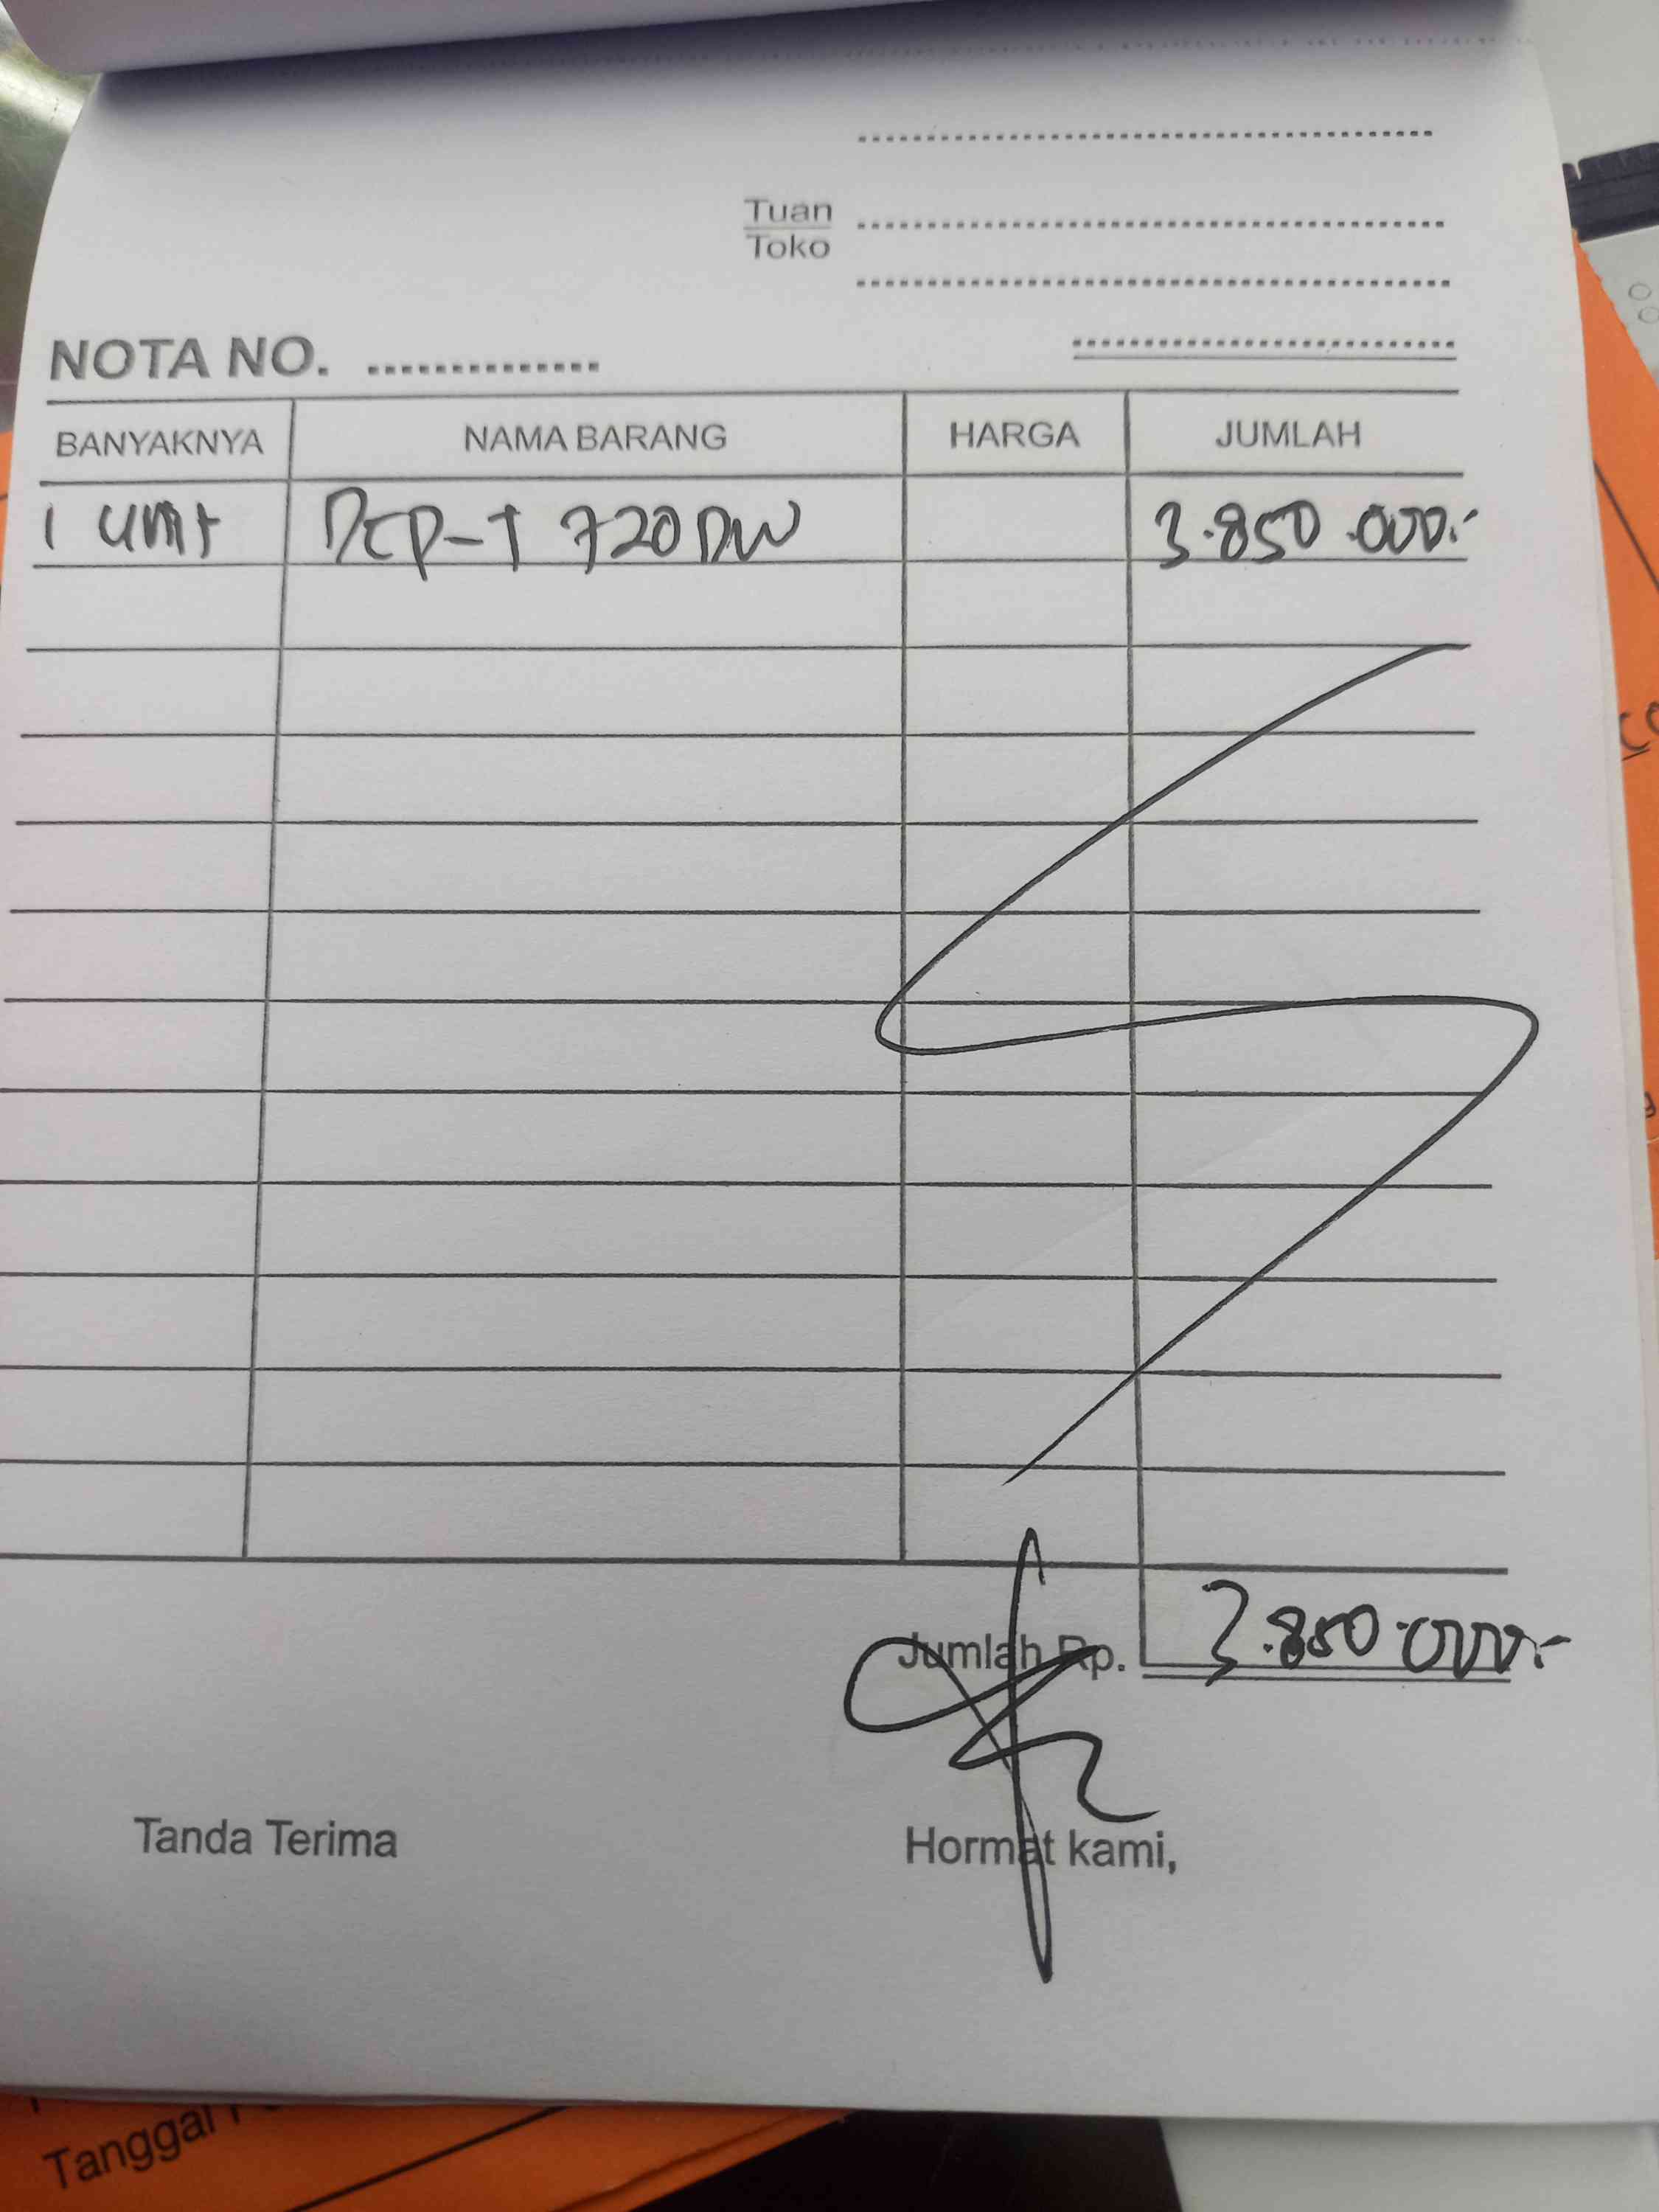 Tuan
Toko
NOTA NO.
BANYAKNYA NAMA BARANG HARGA JUMLAH
1 unit DCP-T 720DW 3.850.000.-
Jumlah Rp. 3.850.000.-
Tanda Terima Hormat kami,
Tanggal